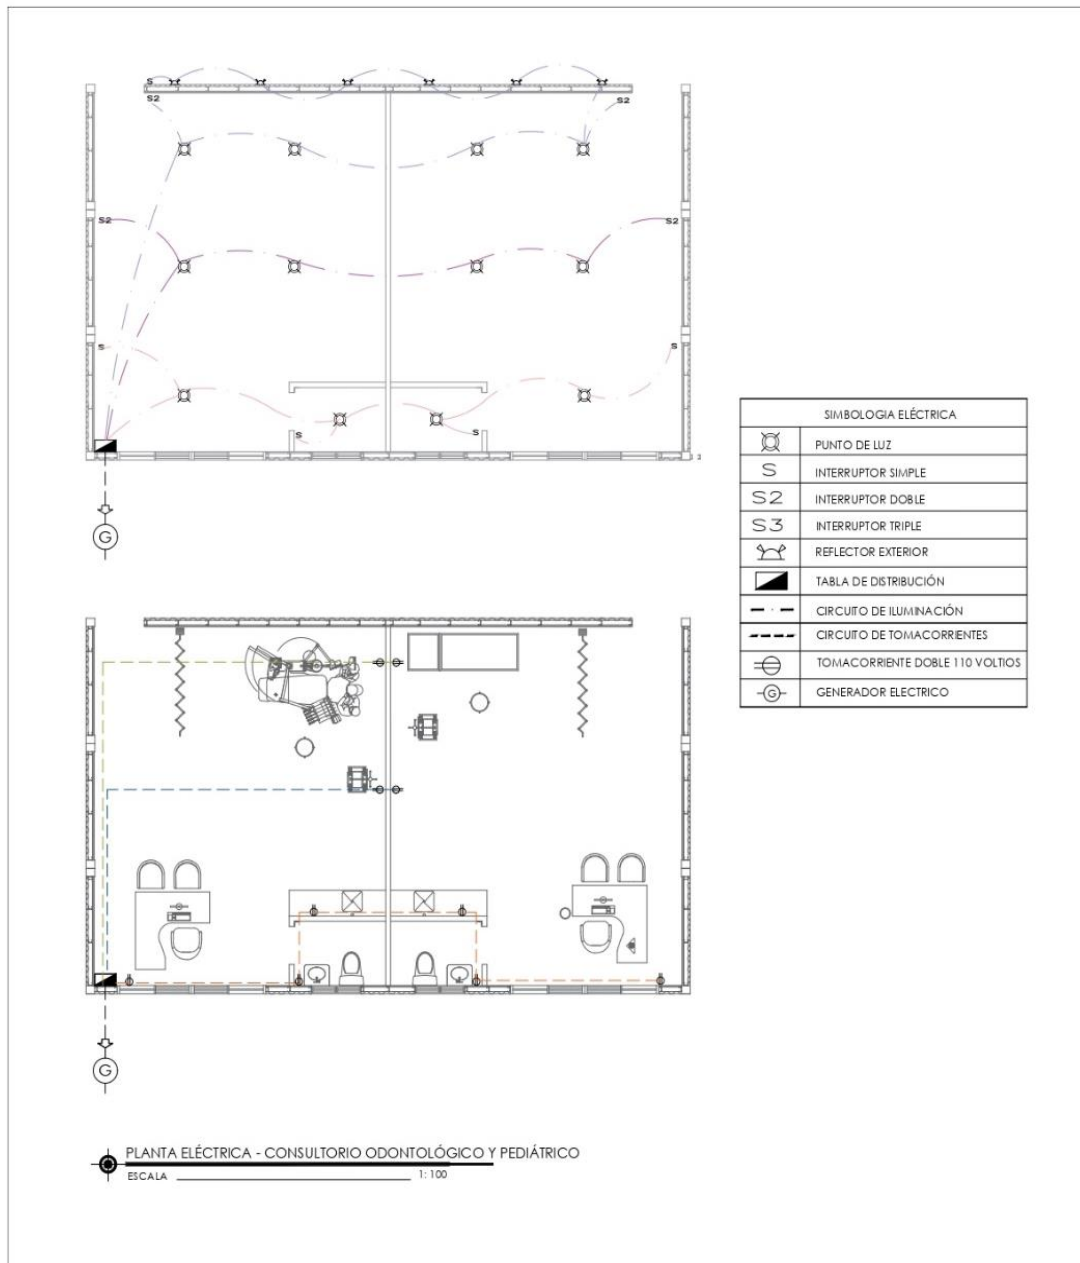 S
S2
S2
S2
S2
S
S
S
S
G
SIMBOLOGIA ELÉCTRICA
PUNTO DE LUZ
S INTERRUPTOR SIMPLE
S2 INTERRUPTOR DOBLE
S3 INTERRUPTOR TRIPLE
REFLECTOR EXTERIOR
TABLA DE DISTRIBUCIÓN
CIRCUITO DE ILUMINACIÓN
CIRCUITO DE TOMACORRIENTES
TOMACORRIENTE DOBLE 110 VOLTIOS
G GENERADOR ELECTRICO
G
PLANTA ELÉCTRICA - CONSULTORIO ODONTOLÓGICO Y PEDIÁTRICO
ESCALA 1: 100